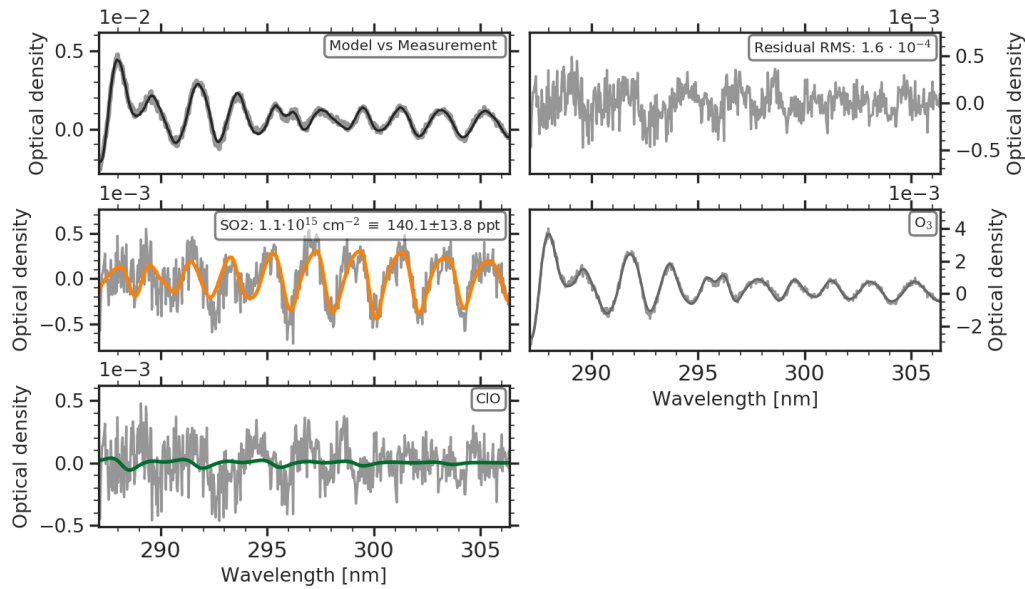 1e−2
Model vs Measurement
Optical density
0.5
0.0
1e−3
Residual RMS: 1.6 · 10⁻⁴
0.5
0.0
−0.5
Optical density
1e−3
SO2: 1.1·10¹⁵ cm⁻² ≡ 140.1±13.8 ppt
Optical density
0.5
0.0
−0.5
1e−3
O₃
4
2
0
−2
Optical density
290 295 300 305
Wavelength [nm]
1e−3
ClO
Optical density
0.5
0.0
−0.5
290 295 300 305
Wavelength [nm]